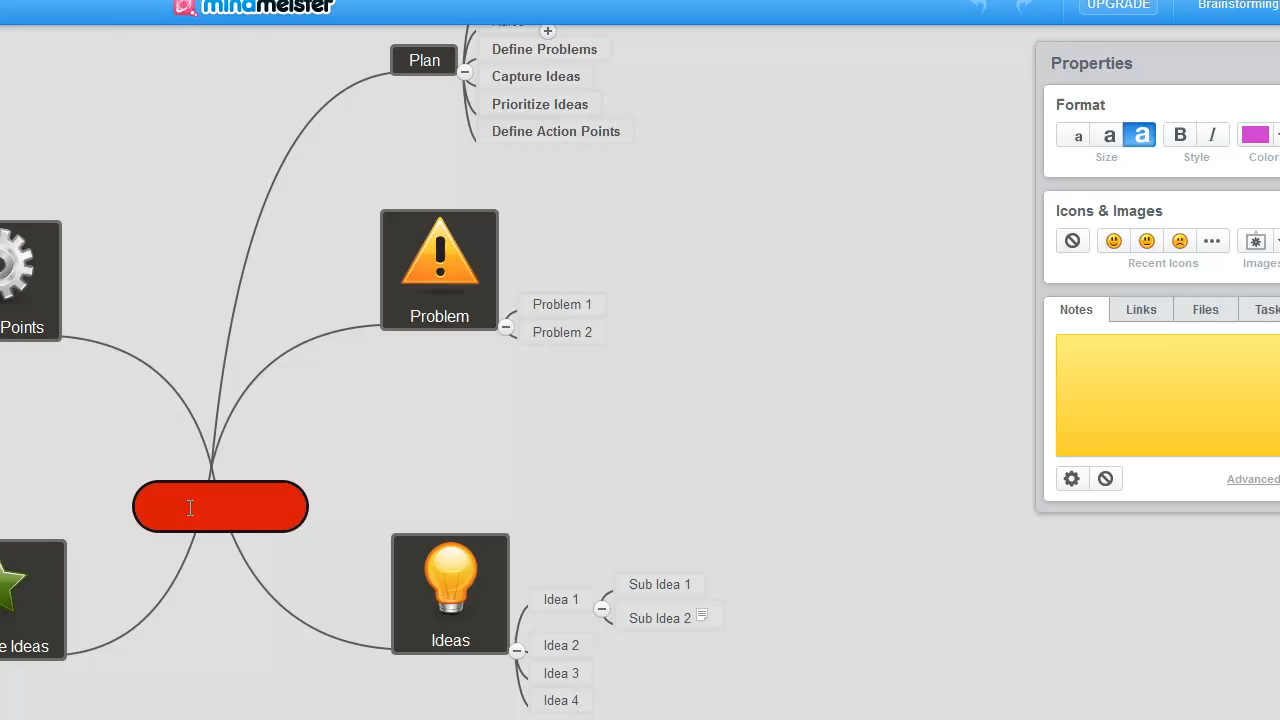 mindmeister
UPGRADE
Brainstorming
Plan
Define Problems
Capture Ideas
Prioritize Ideas
Define Action Points
Points
Problem
Problem 1
Problem 2
e Ideas
Ideas
Idea 1
Sub Idea 1
Sub Idea 2
Idea 2
Idea 3
Idea 4
Properties
Format
a a a B I
Size Style Color
Icons & Images
Recent Icons Images
Notes Links Files Task
Advanced